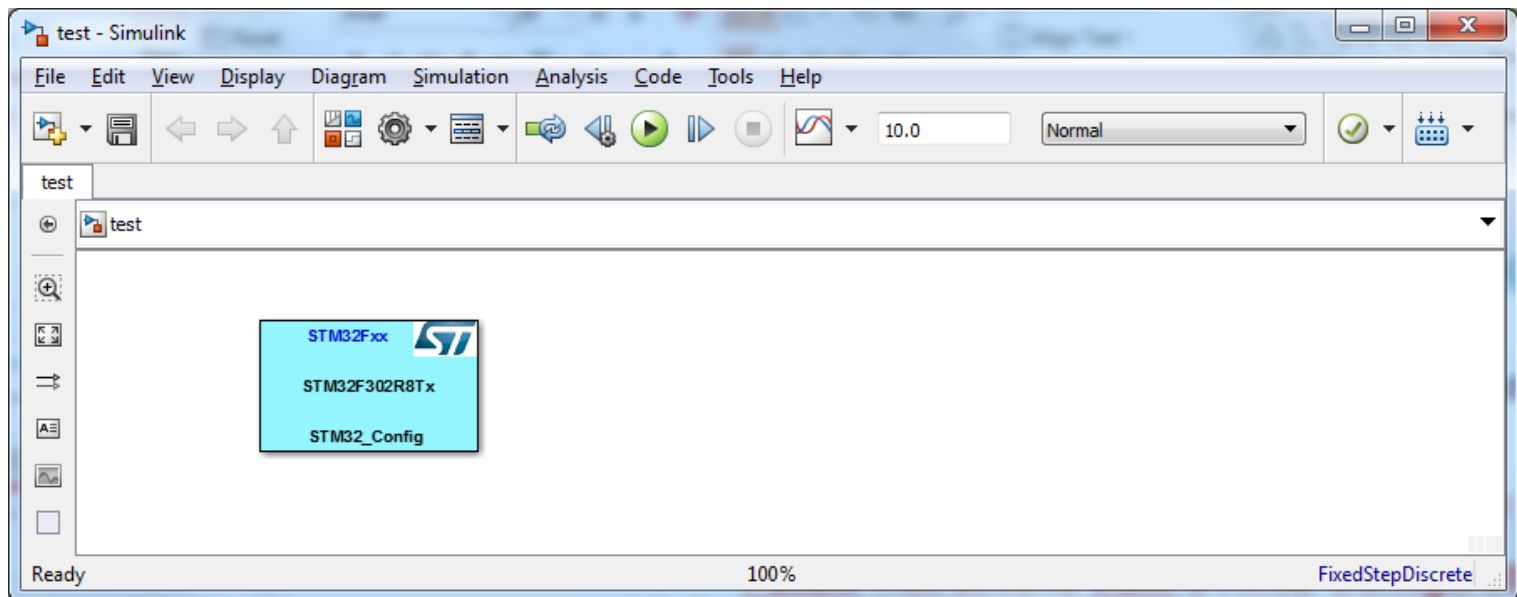 test - Simulink
File Edit View Display Diagram Simulation Analysis Code Tools Help
10.0 Normal
test
test
STM32Fxx ST
STM32F302R8Tx
STM32_Config
Ready 100% FixedStepDiscrete